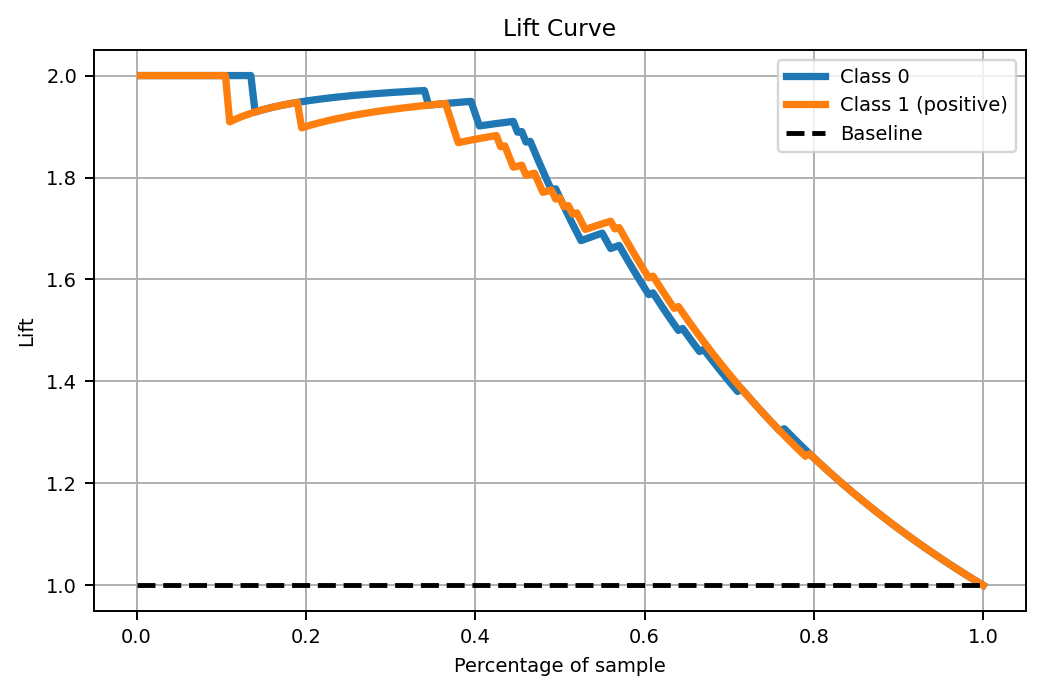 Lift Curve
Class 0
Class 1 (positive)
Baseline
2.0
1.8
1.6
1.4
1.2
1.0
Lift
0.0
0.2
0.4
0.6
0.8
1.0
Percentage of sample